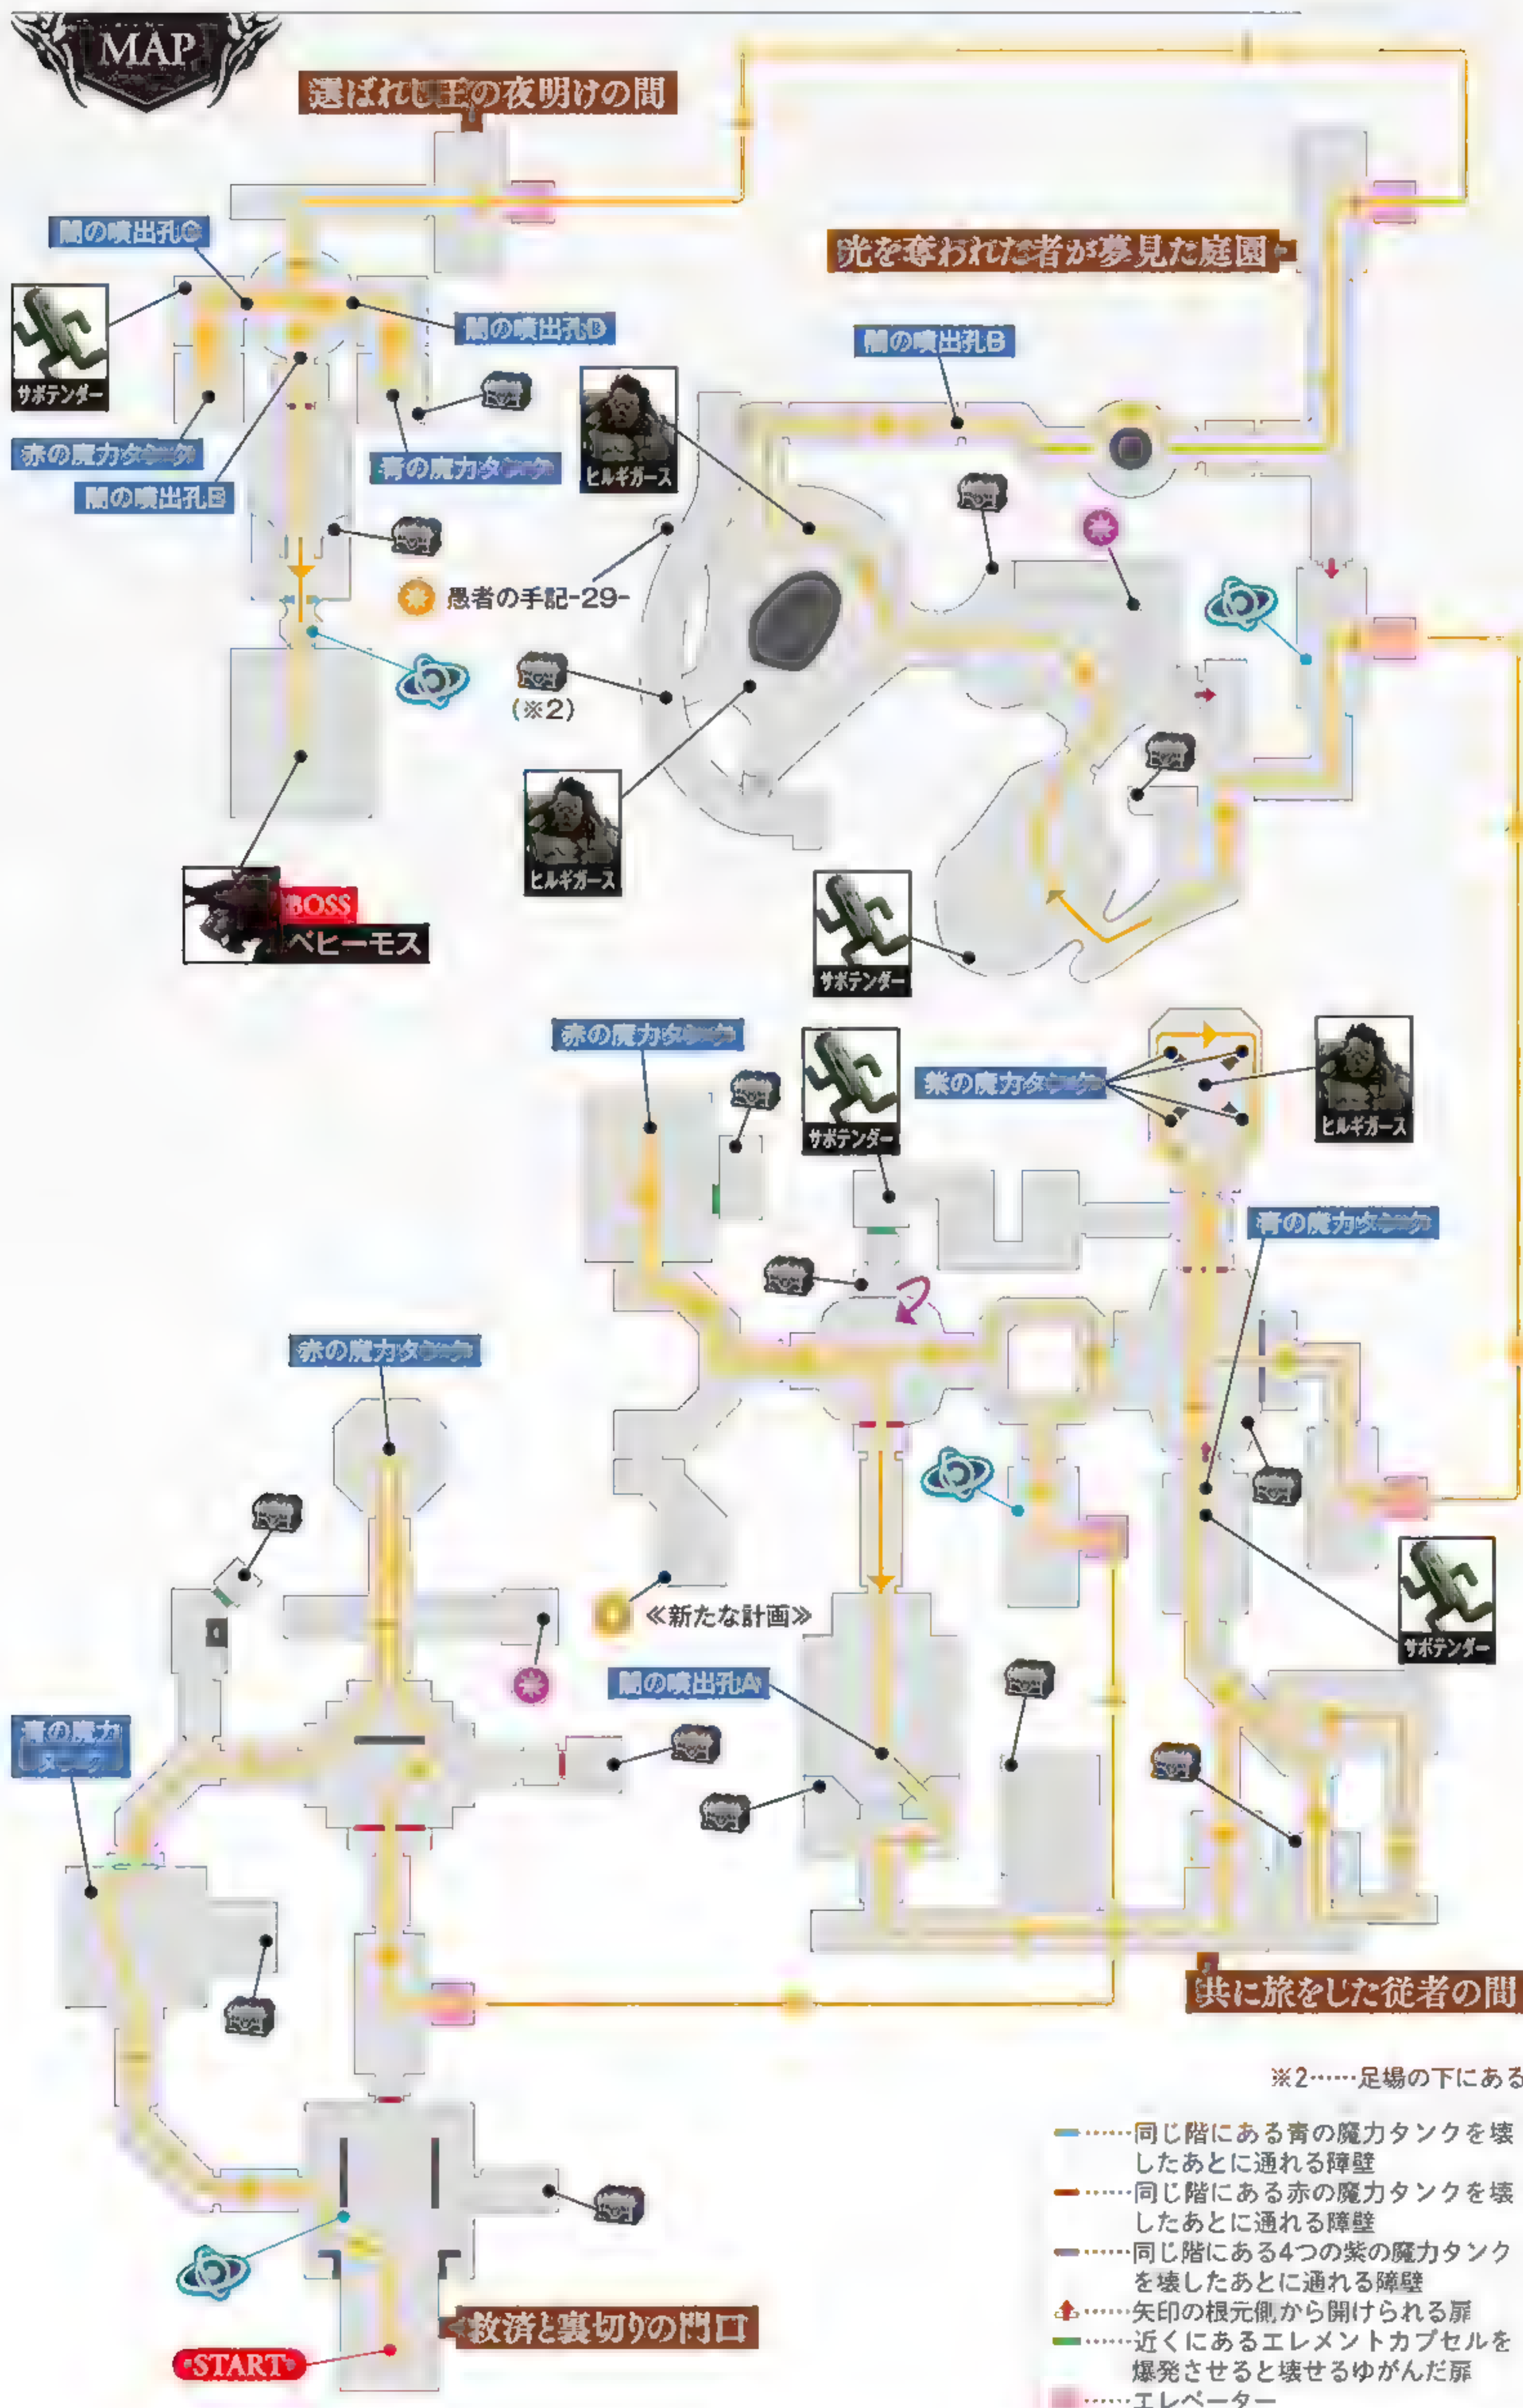 MAP
選ばれし王の夜明けの間
闇の噴出孔C
光を奪われた者が夢見た庭園
闇の噴出孔D
闇の噴出孔B
サボテンダー
赤の魔力タンク
青の魔力タンク
ヒルギガース
闇の噴出孔E
愚者の手記-29-
(※2)
ヒルギガース
サボテンダー
BOSS
ベヒーモス
赤の魔力タンク
サボテンダー
紫の魔力タンク
ヒルギガース
青の魔力タンク
赤の魔力タンク
≪新たな計画≫
サボテンダー
闇の噴出孔A
青の魔力
タンク
共に旅をした従者の間
※2……足場の下にある
……同じ階にある青の魔力タンクを壊
したあとに通れる障壁
……同じ階にある赤の魔力タンクを壊
したあとに通れる障壁
……同じ階にある4つの紫の魔力タンク
を壊したあとに通れる障壁
……矢印の根元側から開けられる扉
……近くにあるエレメントカプセルを
爆発させると壊せるゆがんだ扉
……エレベーター
救済と裏切りの門口
START